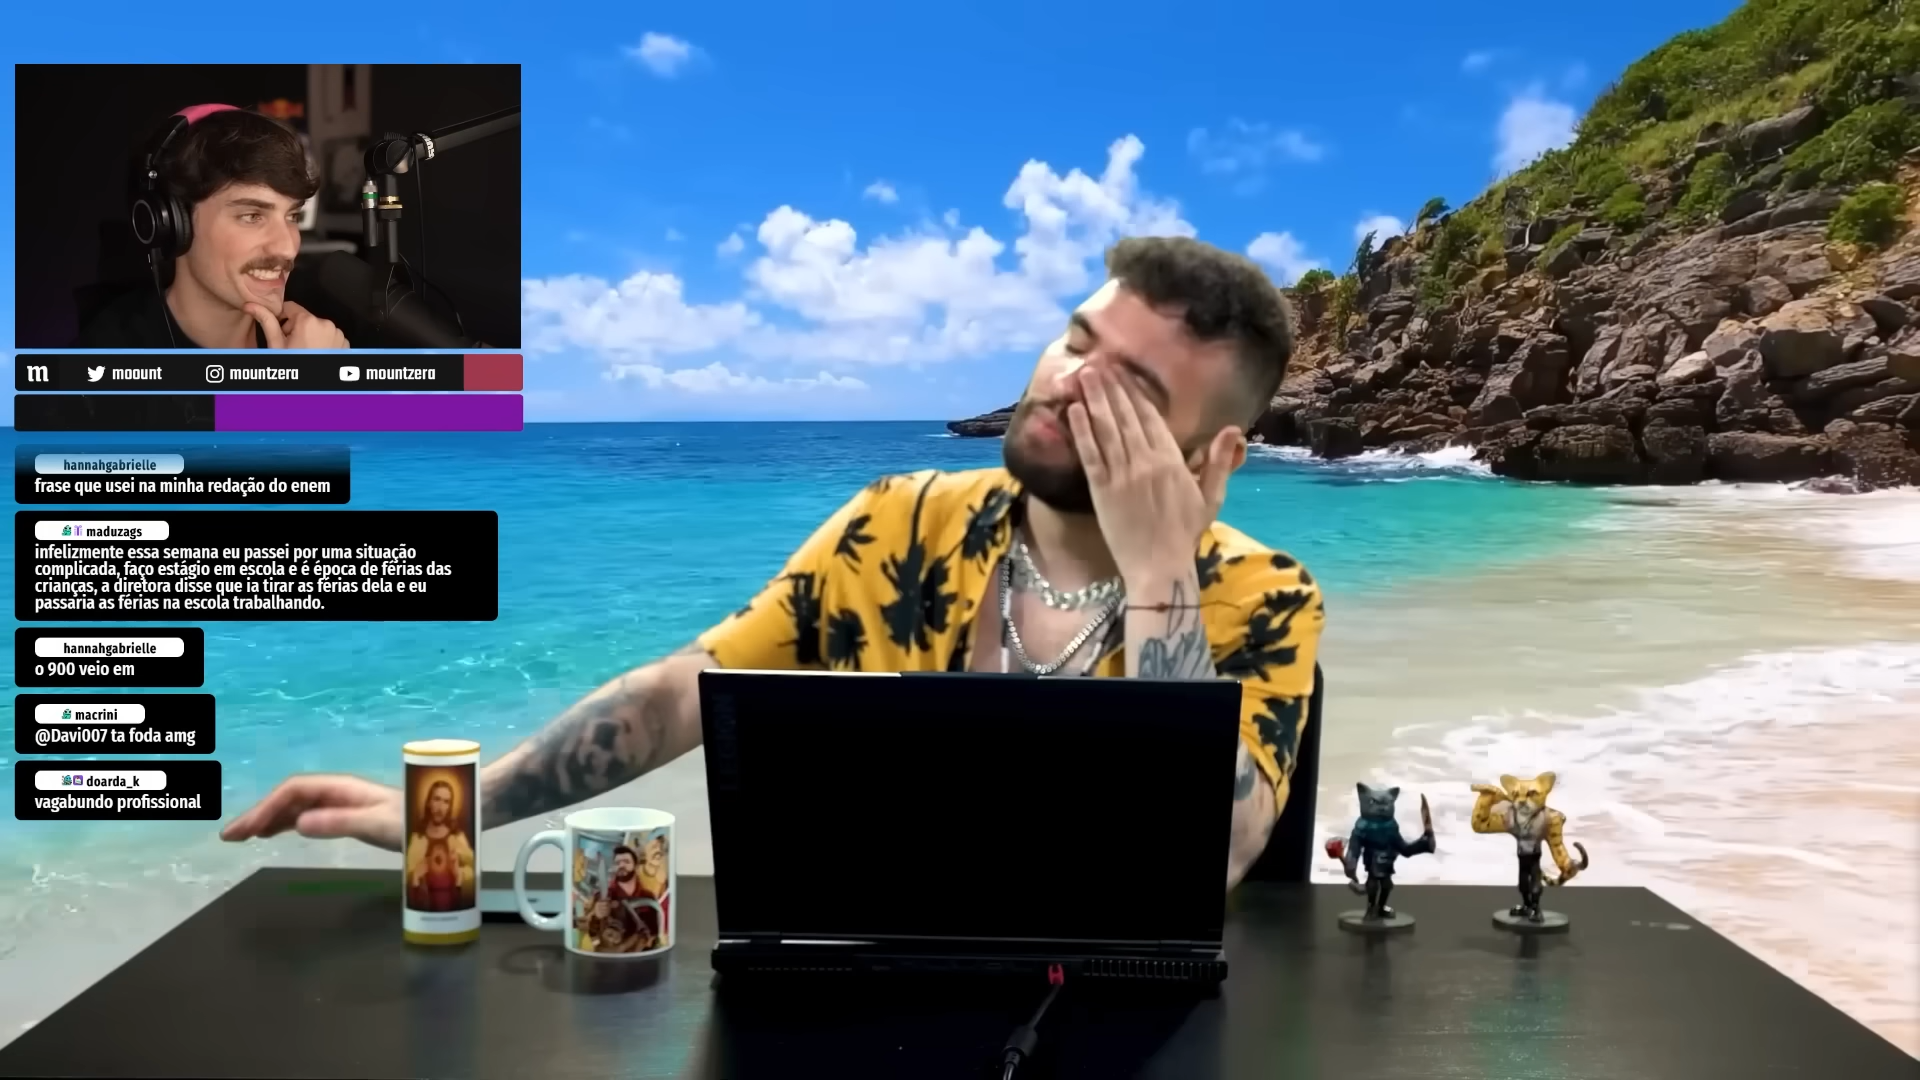 m moount mountzera mountzera
hannahgabrielle
frase que usei na minha redação do enem
maduzags
infelizmente essa semana eu passei por uma situação
complicada, faço estágio em escola e é época de férias das
crianças, a diretora disse que ia tirar as férias dela e eu
passaria as férias na escola trabalhando.
hannahgabrielle
o 900 veio em
macrini
@Davi007 ta foda amg
doarda_k
vagabundo profissional